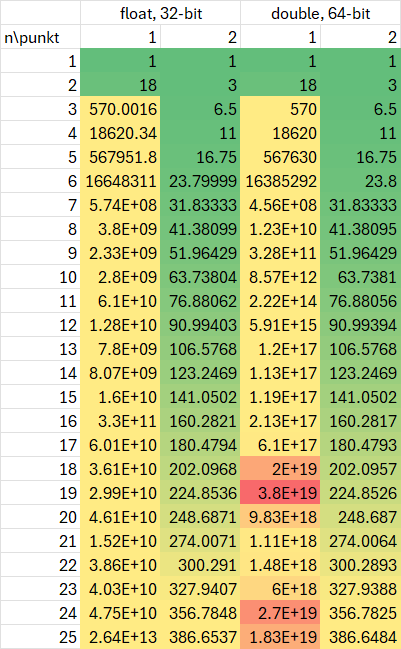 float, 32-bit double, 64-bit
n\punkt 1 2 1 2
1 1 1 1 1
2 18 3 18 3
3 570.0016 6.5 570 6.5
4 18620.34 11 18620 11
5 567951.8 16.75 567630 16.75
6 16648311 23.79999 16385292 23.8
7 5.74E+08 31.83333 4.56E+08 31.83333
8 3.8E+09 41.38099 1.23E+10 41.38095
9 2.33E+09 51.96429 3.28E+11 51.96429
10 2.8E+09 63.73804 8.57E+12 63.7381
11 6.1E+10 76.88062 2.22E+14 76.88056
12 1.28E+10 90.99403 5.91E+15 90.99394
13 7.8E+09 106.5768 1.2E+17 106.5768
14 8.07E+09 123.2469 1.13E+17 123.2469
15 1.6E+10 141.0502 1.19E+17 141.0502
16 3.3E+11 160.2821 2.13E+17 160.2817
17 6.01E+10 180.4794 6.1E+17 180.4793
18 3.61E+10 202.0968 2E+19 202.0957
19 2.99E+10 224.8536 3.8E+19 224.8526
20 4.61E+10 248.6871 9.83E+18 248.687
21 1.52E+10 274.0071 1.11E+18 274.0064
22 3.86E+10 300.291 1.48E+18 300.2893
23 4.03E+10 327.9407 6E+18 327.9388
24 4.75E+10 356.7848 2.7E+19 356.7825
25 2.64E+13 386.6537 1.83E+19 386.6484